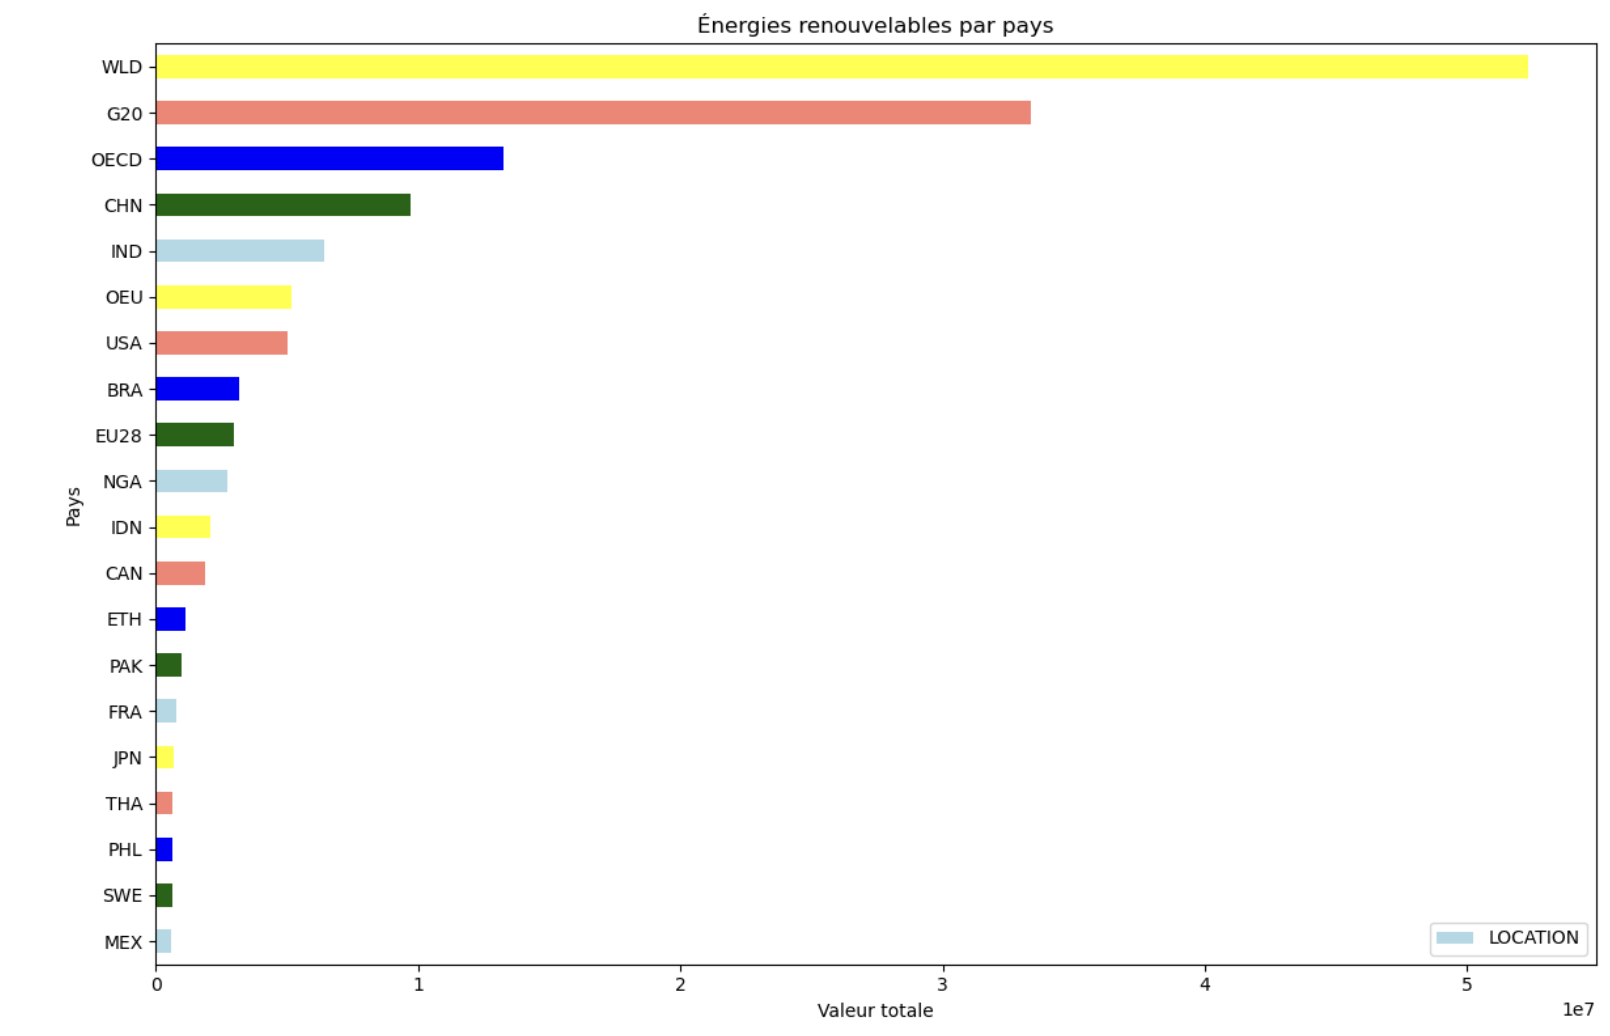 Énergies renouvelables par pays
WLD
G20
OECD
CHN
IND
OEU
USA
BRA
EU28
NGA
IDN
CAN
ETH
PAK
FRA
JPN
THA
PHL
SWE
MEX
Pays
LOCATION
0 1 2 3 4 5
Valeur totale
1e7